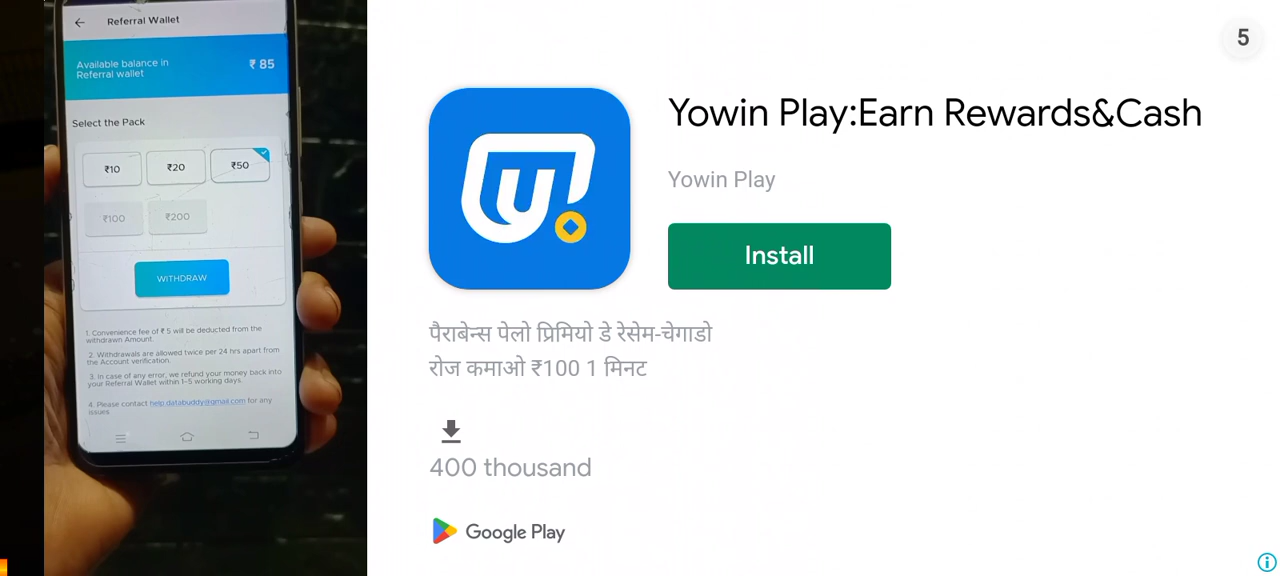 Referral Wallet
Available balance in
Referral wallet
₹ 85
Select the Pack
₹10
₹20
₹50
₹100
₹200
WITHDRAW
1. Convenience fee of ₹ 5 will be deducted from the
withdrawn Amount.
2. Withdrawals are allowed twice per 24 hrs apart from
the Account verification.
3. In case of any error, we refund your money back into
your Referral Wallet within 1-5 working days.
4. Please contact help.databuddy@gmail.com for any
issues
5
Yowin Play:Earn Rewards&Cash
Yowin Play
Install
पैराबेन्स पेलो प्रिमियो डे रेसेम-चेगाडो
रोज कमाओ ₹100 1 मिनट
400 thousand
Google Play